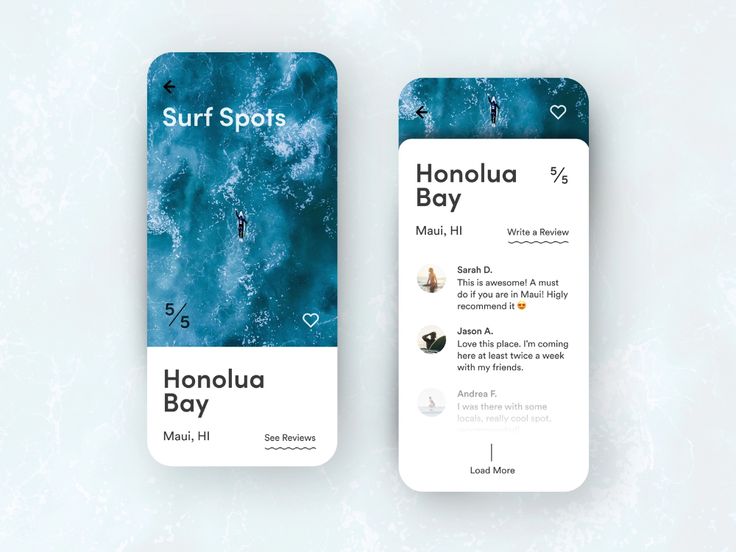 Surf Spots
5/5
Honolua
Bay
Maui, HI
See Reviews
Honolua
Bay
5/5
Maui, HI
Write a Review
Sarah D.
This is awesome! A must
do if you are in Maui! Higly
recommend it 😍
Jason A.
Love this place. I'm coming
here at least twice a week
with my friends.
Andrea F.
I was there with some
locals, really cool spot,
Load More